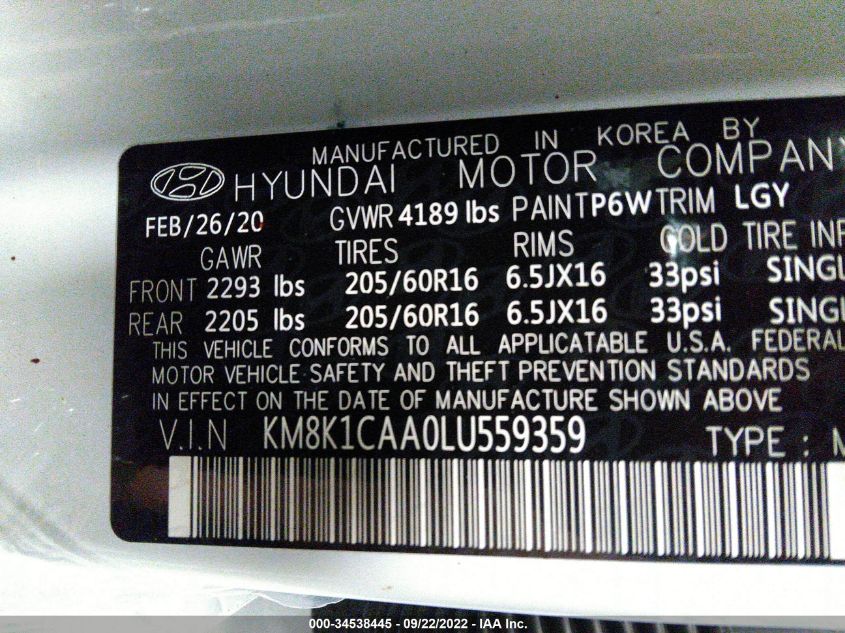 MANUFACTURED IN KOREA BY
HYUNDAI MOTOR COMPANY
FEB/26/20 GVWR 4189 lbs PAINT P6W TRIM LGY
GAWR TIRES RIMS COLD TIRE
FRONT 2293 lbs 205/60R16 6.5JX16 33psi
REAR 2205 lbs 205/60R16 6.5JX16 33psi
THIS VEHICLE CONFORMS TO ALL APPLICATABLE U.S.A. FEDERAL
MOTOR VEHICLE SAFETY AND THEFT PREVENTION STANDARDS
IN EFFECT ON THE DATE OF MANUFACTURE SHOWN ABOVE
V.I.N KM8K1CAA0LU559359 TYPE :
000-34538445 - 09/22/2022 - IAA Inc.